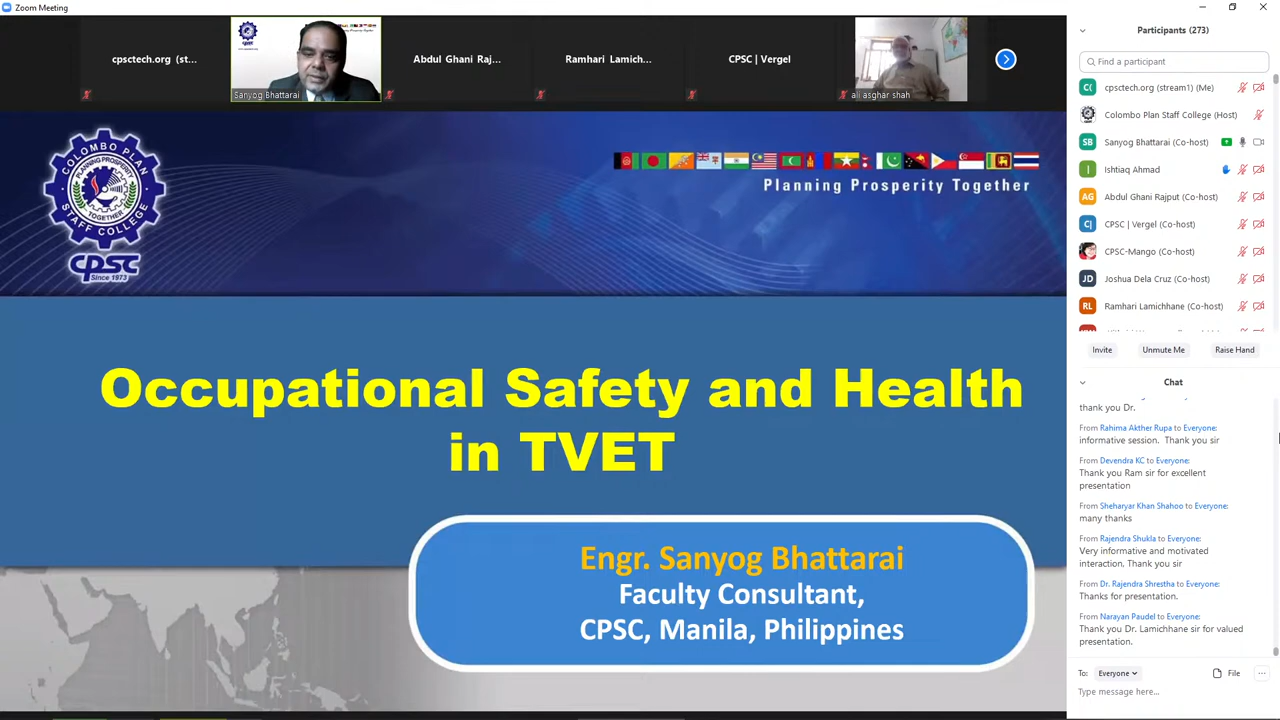 Zoom Meeting
cpsctech.org (st...
Sanyog Bhattarai
Abdul Ghani Raj...
Ramhari Lamich...
CPSC | Vergel
ali asghar shah
COLOMBO PLAN
STAFF COLLEGE
PLANNING PROSPERITY
TOGETHER
CPSC
Since 1973
Planning Prosperity Together
Occupational Safety and Health
in TVET
Engr. Sanyog Bhattarai
Faculty Consultant,
CPSC, Manila, Philippines
Participants (273)
Find a participant
C( cpsctech.org (stream1) (Me)
Colombo Plan Staff College (Host)
SB Sanyog Bhattarai (Co-host)
I Ishtiaq Ahmad
AG Abdul Ghani Rajput (Co-host)
C| CPSC | Vergel (Co-host)
CPSC-Mango (Co-host)
JD Joshua Dela Cruz (Co-host)
RL Ramhari Lamichhane (Co-host)
Invite Unmute Me Raise Hand
Chat
thank you Dr.
From Rahima Akther Rupa to Everyone:
informative session. Thank you sir
From Devendra KC to Everyone:
Thank you Ram sir for excellent
presentation
From Sheharyar Khan Shahoo to Everyone:
many thanks
From Rajendra Shukla to Everyone:
Very informative and motivated
interaction. Thank you sir
From Dr. Rajendra Shrestha to Everyone:
Thanks for presentation.
From Narayan Paudel to Everyone:
Thank you Dr. Lamichhane sir for valued
presentation.
To: Everyone File ...
Type message here...